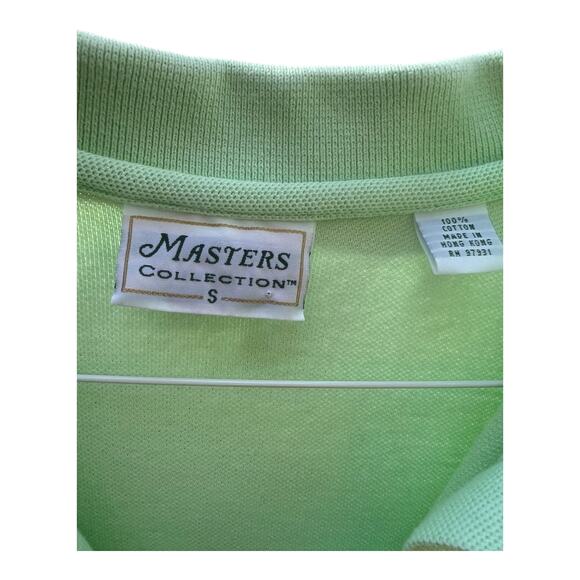 MASTERS
COLLECTION™
S
100%
COTTON
MADE IN
HONG KONG
RN 97931